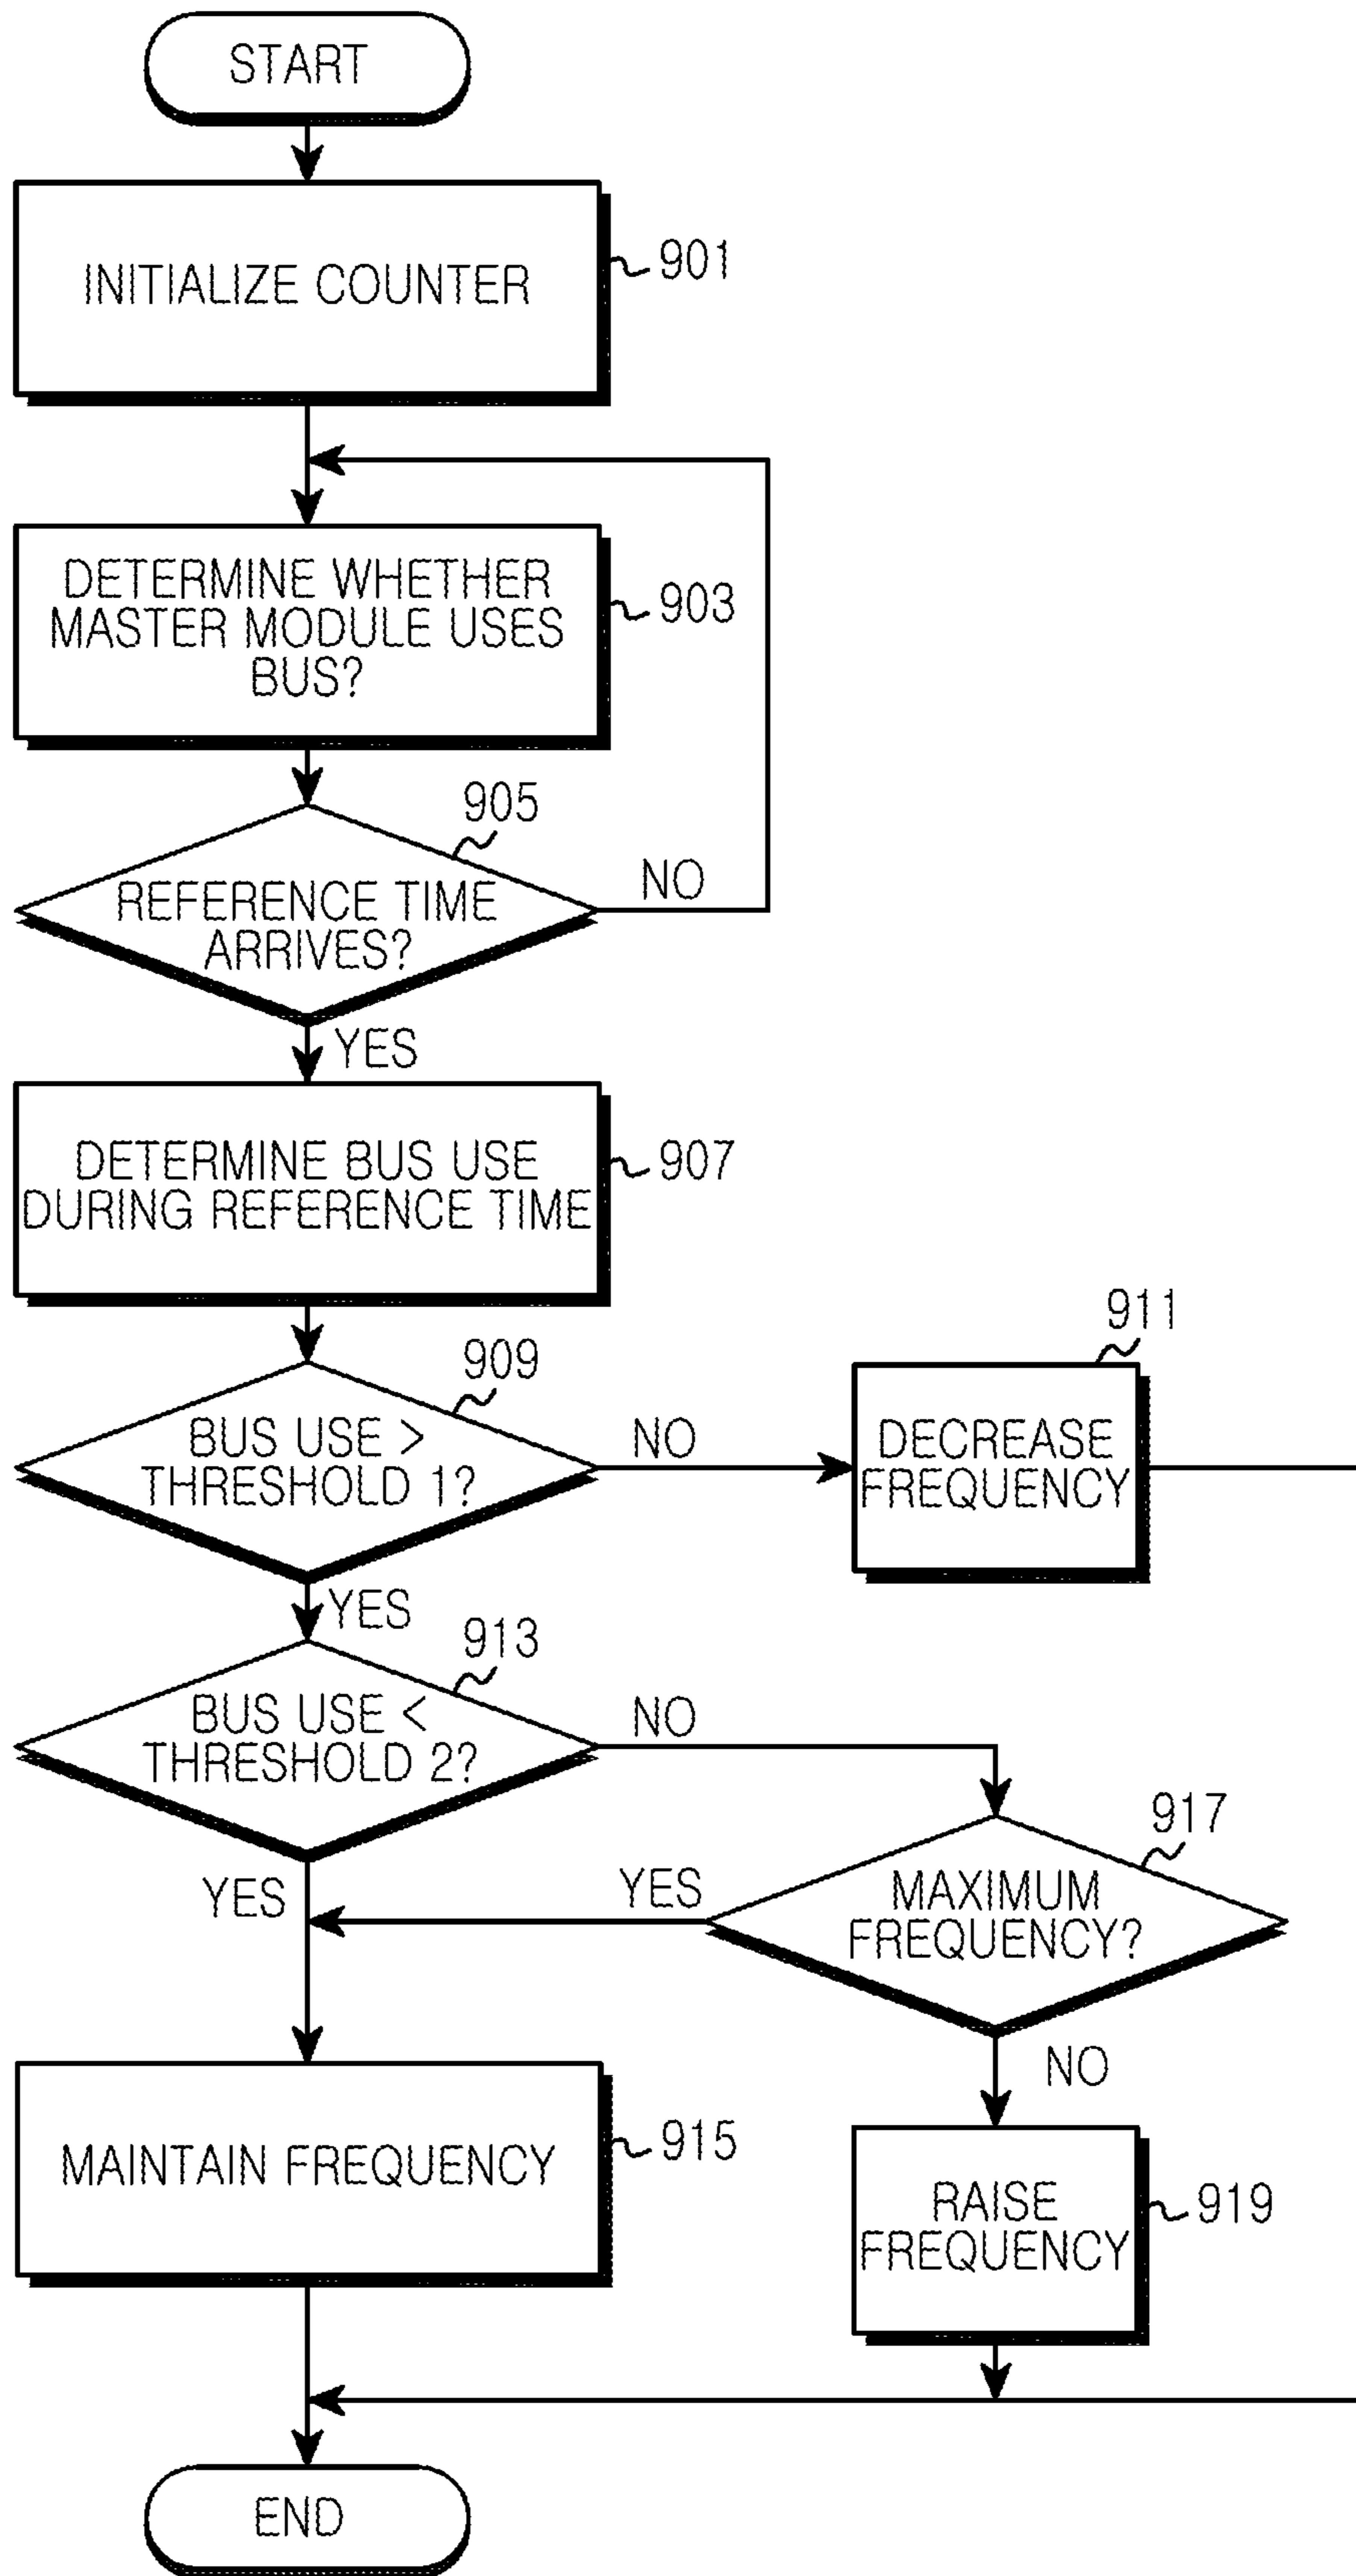 START
INITIALIZE COUNTER
901
DETERMINE WHETHER
MASTER MODULE USES
BUS?
903
905
REFERENCE TIME
ARRIVES?
NO
YES
DETERMINE BUS USE
DURING REFERENCE TIME
907
909
BUS USE >
THRESHOLD 1?
NO
911
DECREASE
FREQUENCY
YES
913
BUS USE <
THRESHOLD 2?
NO
917
MAXIMUM
FREQUENCY?
YES
YES
NO
MAINTAIN FREQUENCY
915
RAISE
FREQUENCY
919
END